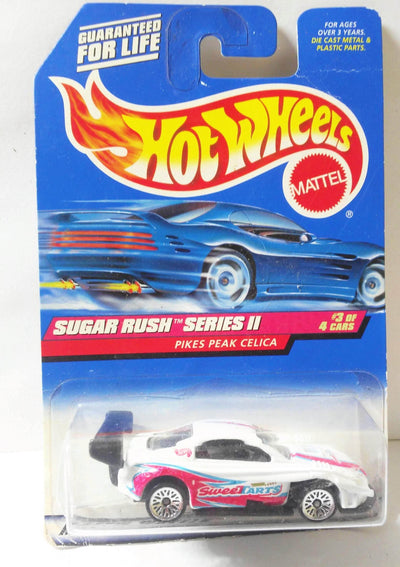 GUARANTEED
FOR LIFE
FOR AGES
OVER 3 YEARS.
DIE CAST METAL &
PLASTIC PARTS.
HOT WHEELS
MATTEL
®
SUGAR RUSH™ SERIES II
#3 OF
4 CARS
PIKES PEAK CELICA
SWEETARTS